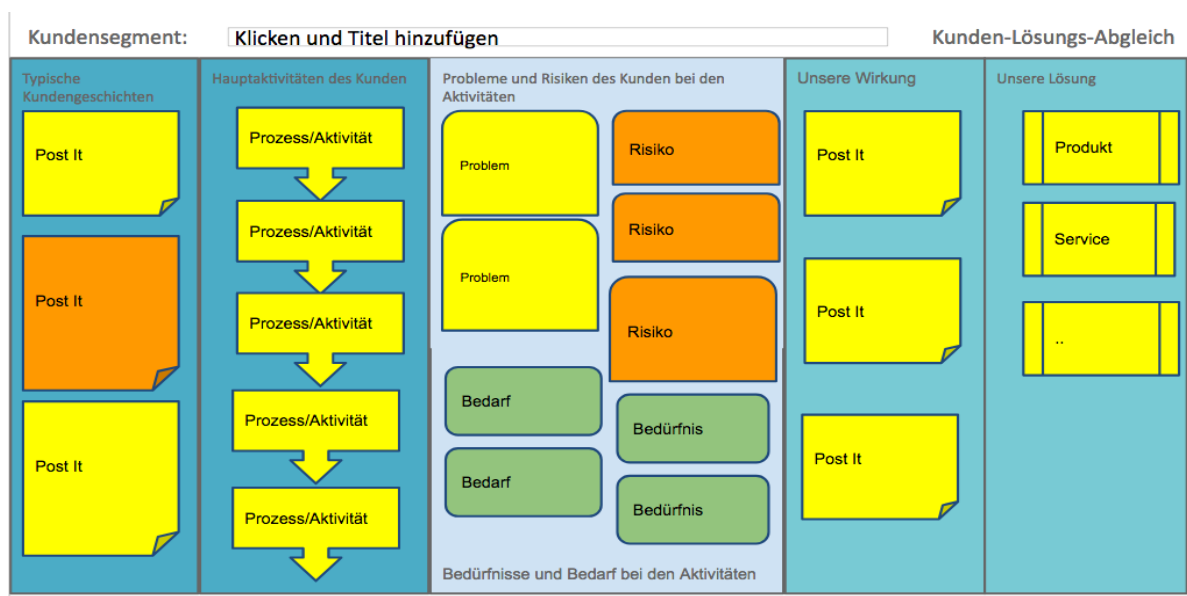 Kundensegment:
Klicken und Titel hinzufügen
Kunden-Lösungs-Abgleich
Typische
Kundengeschichten
Post It
Post It
Post It
Hauptaktivitäten des Kunden
Prozess/Aktivität
Prozess/Aktivität
Prozess/Aktivität
Prozess/Aktivität
Prozess/Aktivität
Probleme und Risiken des Kunden bei den
Aktivitäten
Problem
Risiko
Risiko
Problem
Risiko
Bedarf
Bedürfnis
Bedarf
Bedürfnis
Bedürfnisse und Bedarf bei den Aktivitäten
Unsere Wirkung
Post It
Post It
Post It
Unsere Lösung
Produkt
Service
..